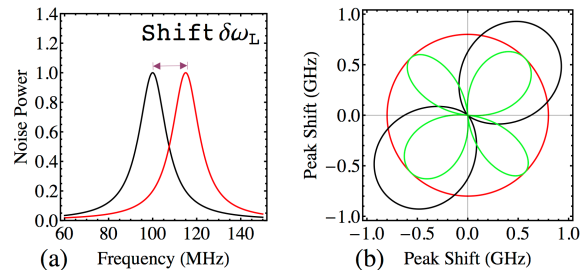 1.4
1.2
1.0
0.8
0.6
0.4
0.2
0.0
Noise Power
Shift δω_L
60 80 100 120 140
(a) Frequency (MHz)
(b)
1.0
0.5
0.0
−0.5
−1.0
Peak Shift (GHz)
−1.0 −0.5 0.0 0.5 1.0
Peak Shift (GHz)